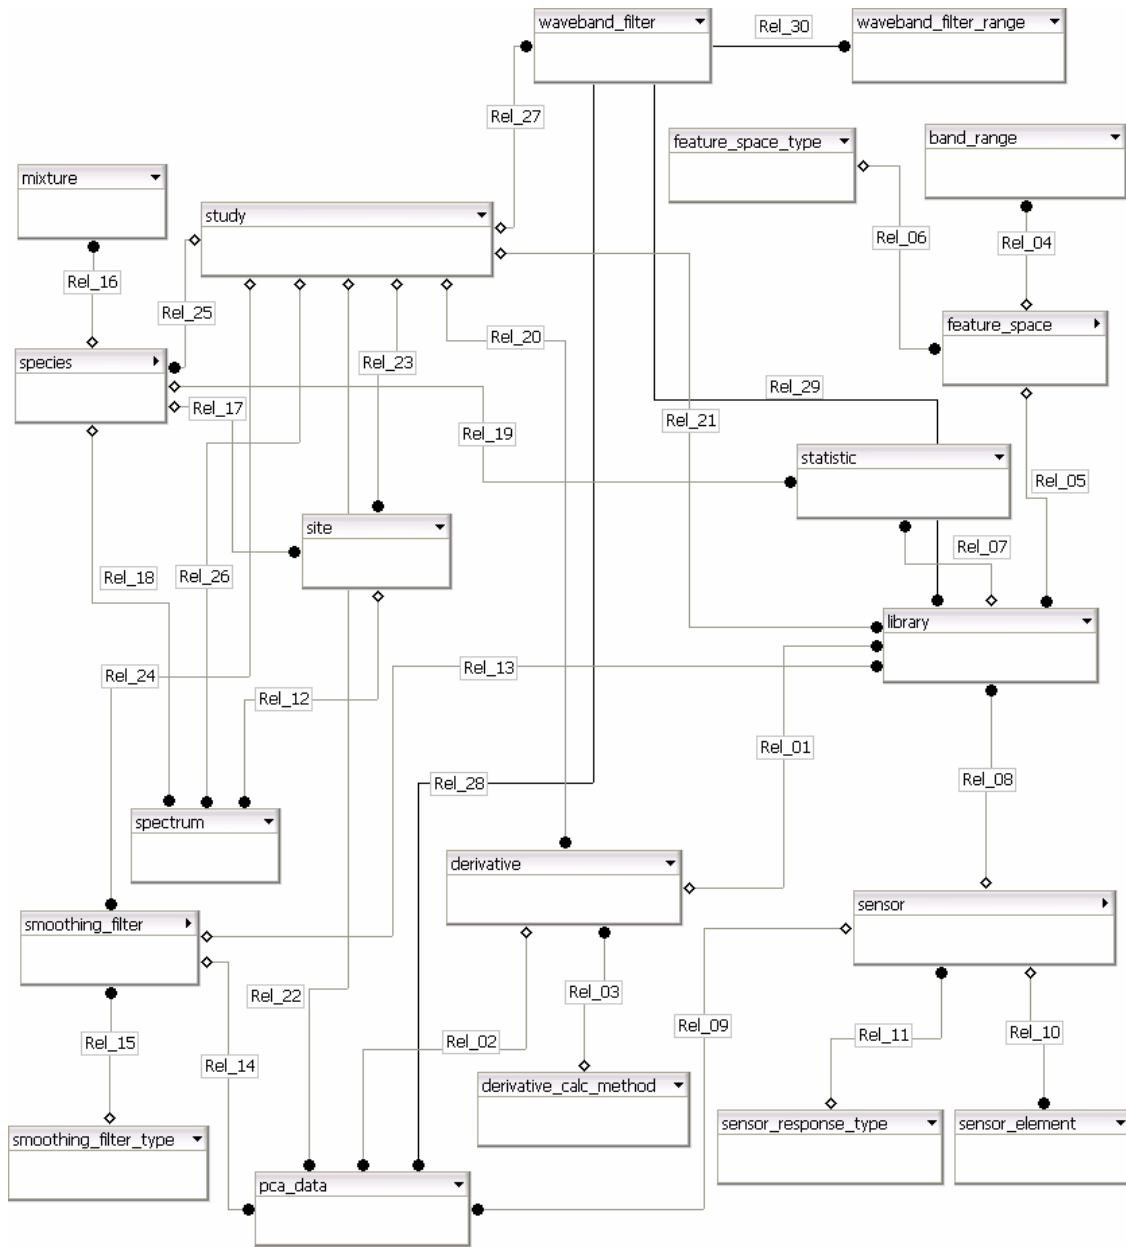 waveband_filter
Rel_30
waveband_filter_range
Rel_27
feature_space_type
band_range
mixture
study
Rel_06
Rel_04
Rel_16
Rel_25
Rel_20
feature_space
species
Rel_23
Rel_29
Rel_17
Rel_19
Rel_21
statistic
Rel_05
site
Rel_07
Rel_18
Rel_26
library
Rel_24
Rel_13
Rel_12
Rel_01
Rel_28
Rel_08
spectrum
derivative
sensor
smoothing_filter
Rel_22
Rel_03
Rel_09
Rel_11
Rel_10
Rel_15
Rel_02
Rel_14
derivative_calc_method
sensor_response_type
sensor_element
smoothing_filter_type
pca_data